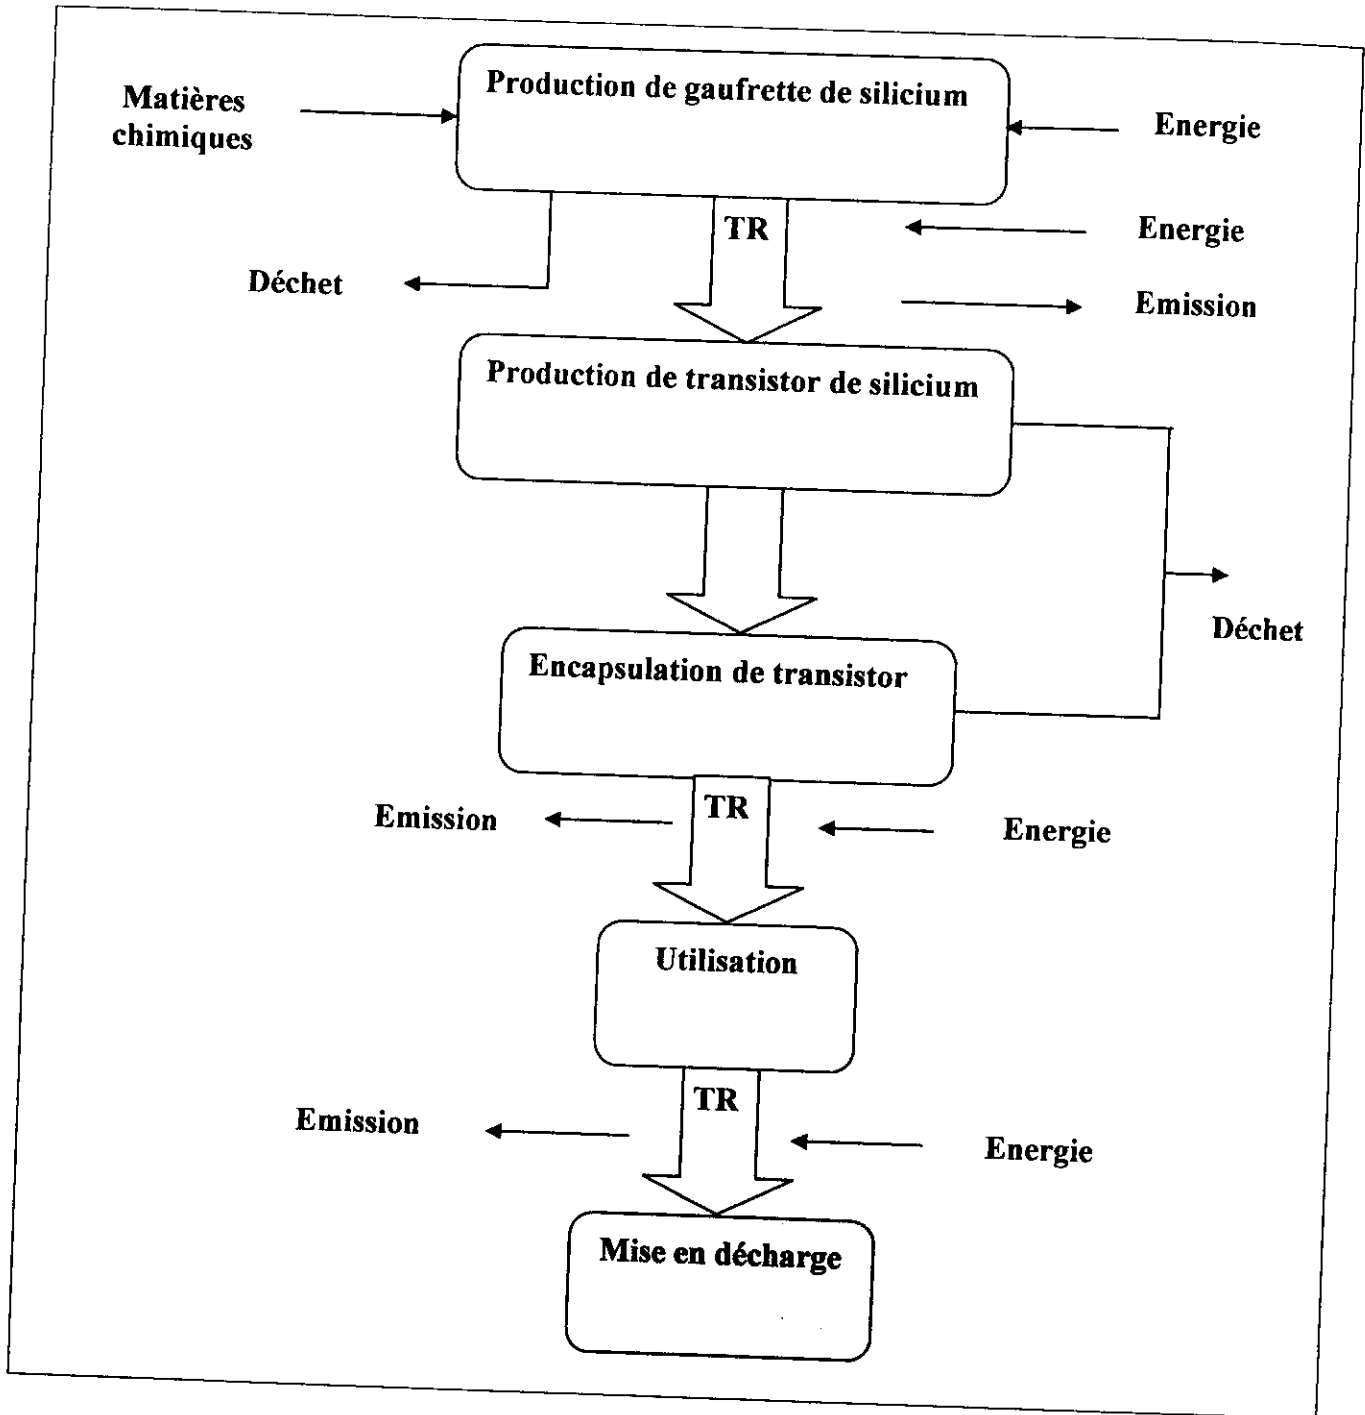 Production de gaufrette de silicium
Matières
chimiques
Energie
TR
Energie
Déchet
Emission
Production de transistor de silicium
Déchet
Encapsulation de transistor
TR
Emission
Energie
Utilisation
TR
Emission
Energie
Mise en décharge